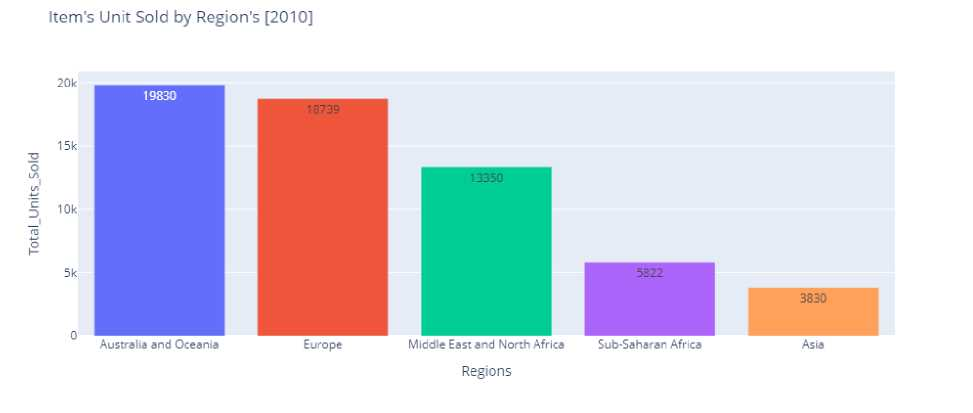 Item's Unit Sold by Region's [2010]
Total_Units_Sold
20k
15k
10k
5k
0
19830
18739
13350
5822
3830
Australia and Oceania
Europe
Middle East and North Africa
Sub-Saharan Africa
Asia
Regions